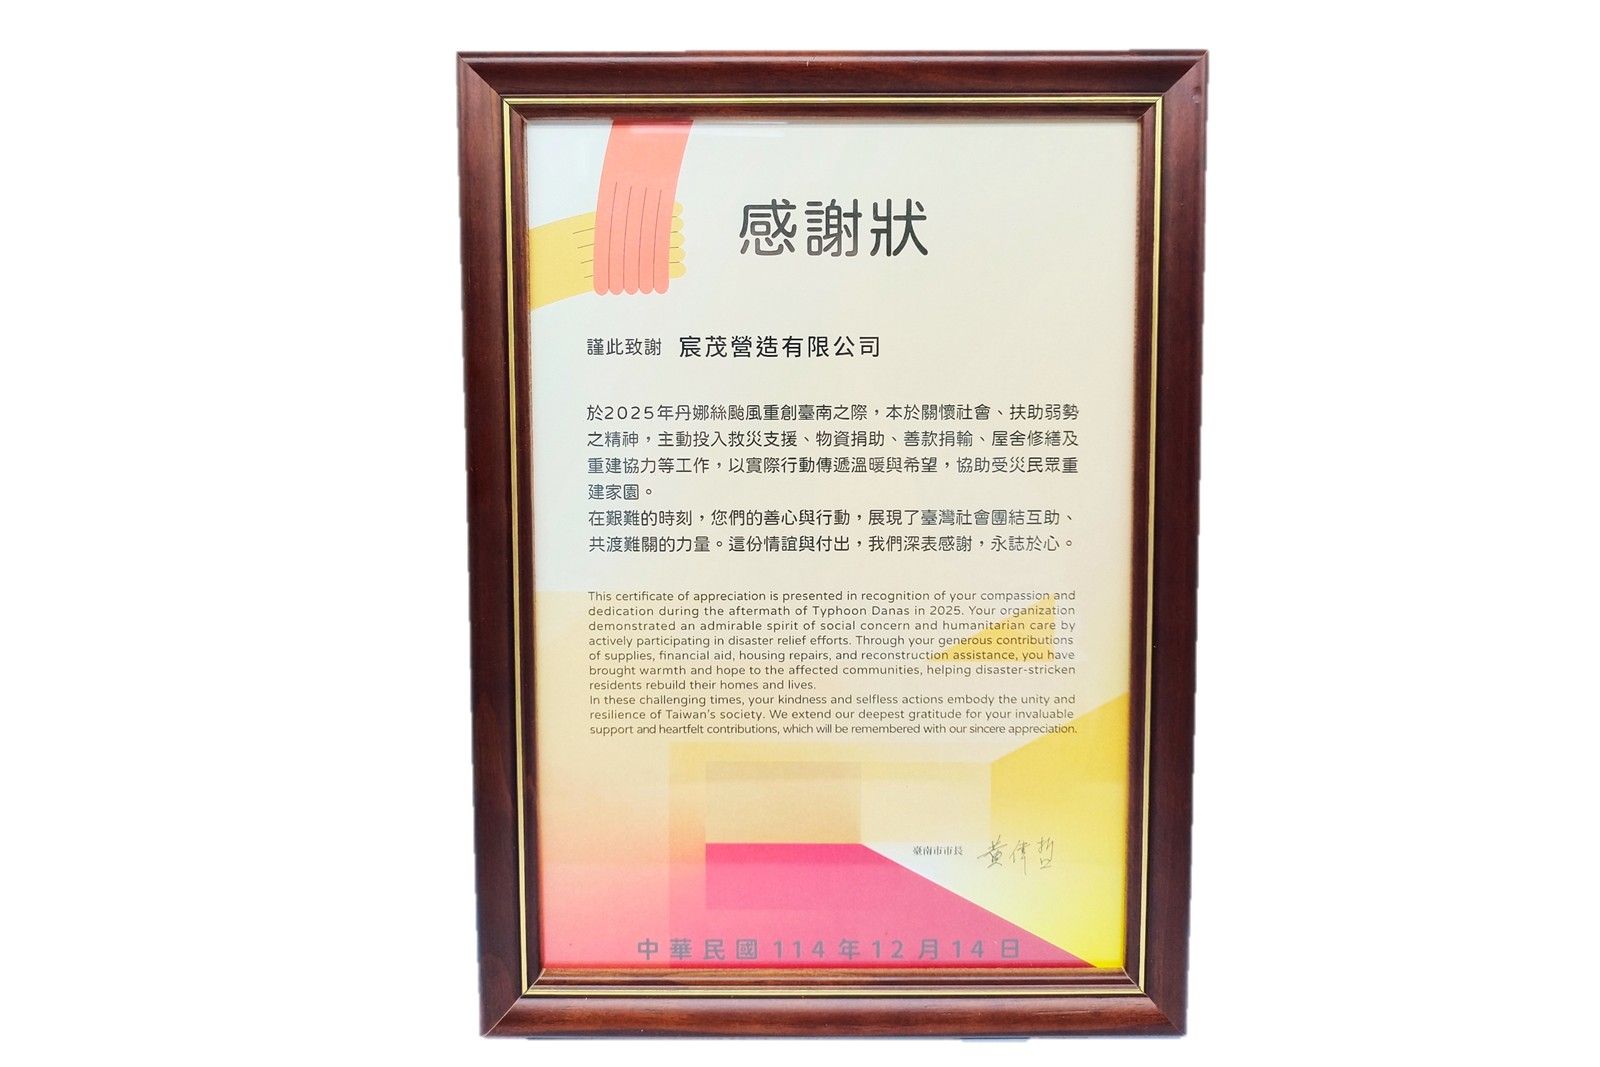 感謝狀
謹此致謝 宸茂營造有限公司
於2025年丹娜絲颱風重創臺南之際，本於關懷社會、扶助弱勢
之精神，主動投入救災支援、物資捐助、善款捐輸、屋舍修繕及
重建協力等工作，以實際行動傳遞溫暖與希望，協助受災民眾重
建家園。
在艱難的時刻，您們的善心與行動，展現了臺灣社會團結互助、
共渡難關的力量。這份情誼與付出，我們深表感謝，永誌於心。
This certificate of appreciation is presented in recognition of your compassion and
dedication during the aftermath of Typhoon Danas in 2025. Your organization
demonstrated an admirable spirit of social concern and humanitarian care by
actively participating in disaster relief efforts. Through your generous contributions
of supplies, financial aid, housing repairs, and reconstruction assistance, you have
brought warmth and hope to the affected communities, helping disaster-stricken
residents rebuild their homes and lives.
In these challenging times, your kindness and selfless actions embody the unity and
resilience of Taiwan's society. We extend our deepest gratitude for your invaluable
support and heartfelt contributions, which will be remembered with our sincere appreciation.
臺南市市長 黃偉哲
中華民國114年12月14日